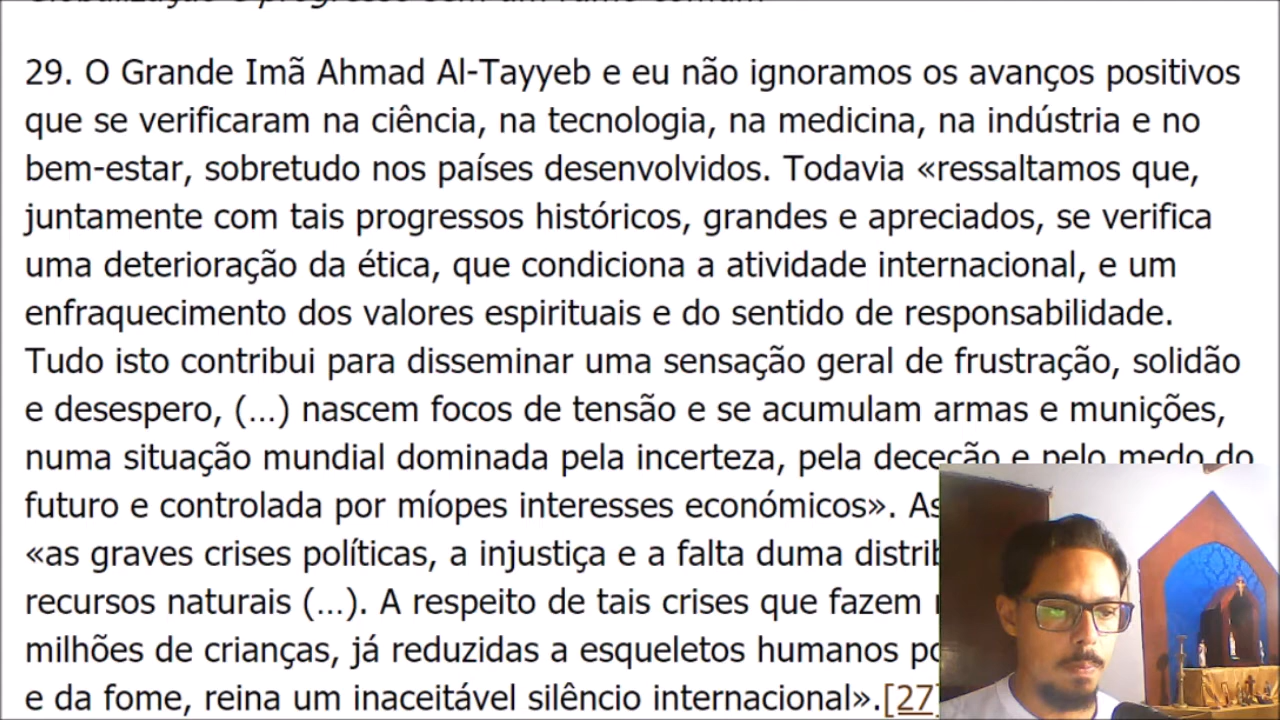 29. O Grande Imã Ahmad Al-Tayyeb e eu não ignoramos os avanços positivos
que se verificaram na ciência, na tecnologia, na medicina, na indústria e no
bem-estar, sobretudo nos países desenvolvidos. Todavia «ressaltamos que,
juntamente com tais progressos históricos, grandes e apreciados, se verifica
uma deterioração da ética, que condiciona a atividade internacional, e um
enfraquecimento dos valores espirituais e do sentido de responsabilidade.
Tudo isto contribui para disseminar uma sensação geral de frustração, solidão
e desespero, (…) nascem focos de tensão e se acumulam armas e munições,
numa situação mundial dominada pela incerteza, pela deceção e pelo medo do
futuro e controlada por míopes interesses económicos». As
«as graves crises políticas, a injustiça e a falta duma distrib
recursos naturais (…). A respeito de tais crises que fazem
milhões de crianças, já reduzidas a esqueletos humanos
e da fome, reina um inaceitável silêncio internacional».[27]